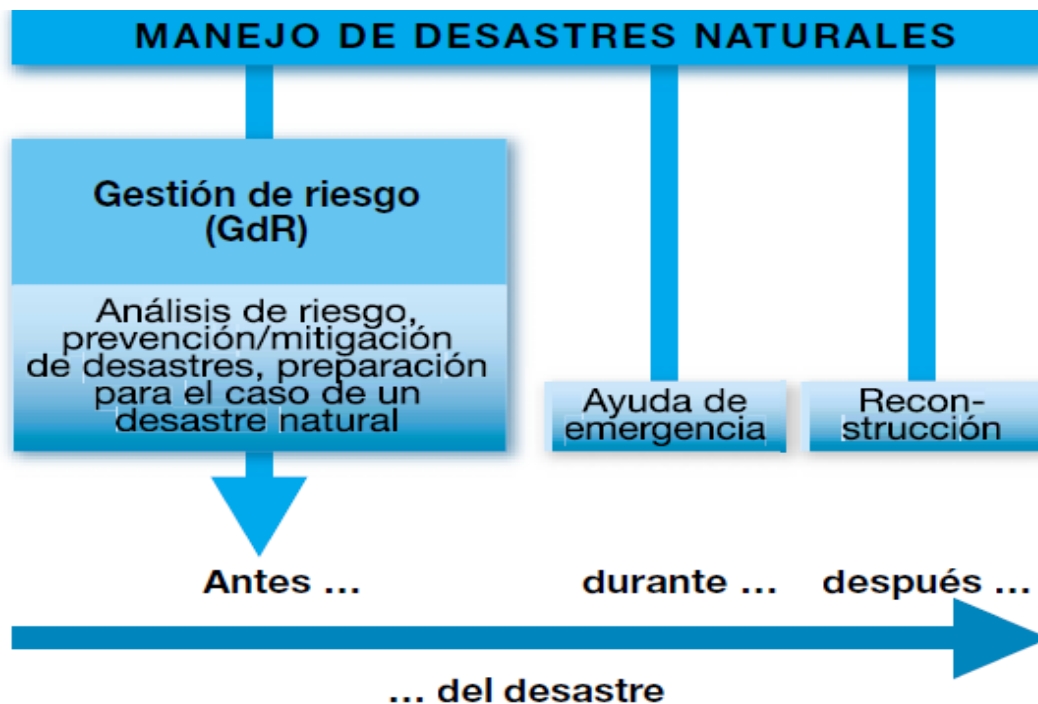 MANEJO DE DESASTRES NATURALES
Gestión de riesgo
(GdR)
Análisis de riesgo,
prevención/mitigación
de desastres, preparación
para el caso de un
desastre natural
Ayuda de
emergencia
Recon-
strucción
Antes ...
durante ...
después ...
... del desastre